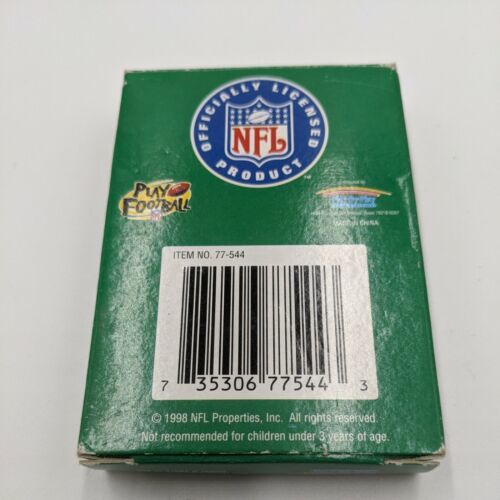 OFFICIALLY LICENSED
NFL
PRODUCT
TM
PLAY
FOOTBALL
MADE IN CHINA
ITEM NO. 77-544
7 35306 77544 3
© 1998 NFL Properties, Inc. All rights reserved.
Not recommended for children under 3 years of age.